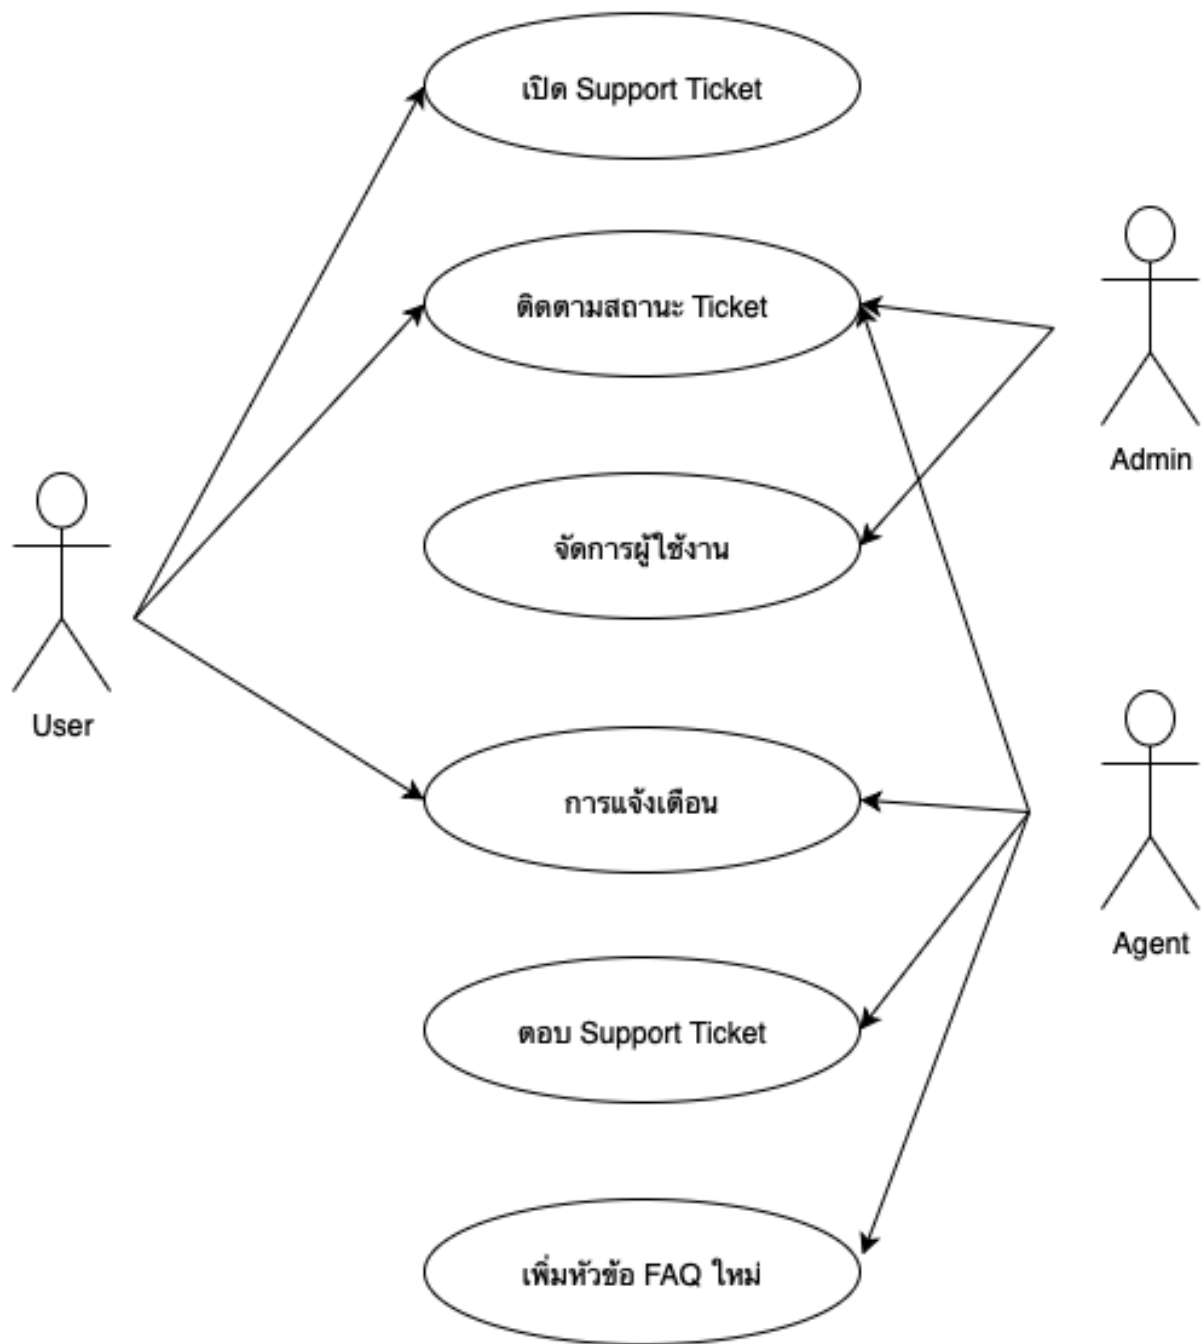 เปิด Support Ticket
ติดตามสถานะ Ticket
Admin
จัดการผู้ใช้งาน
User
การแจ้งเตือน
Agent
ตอบ Support Ticket
เพิ่มหัวข้อ FAQ ใหม่